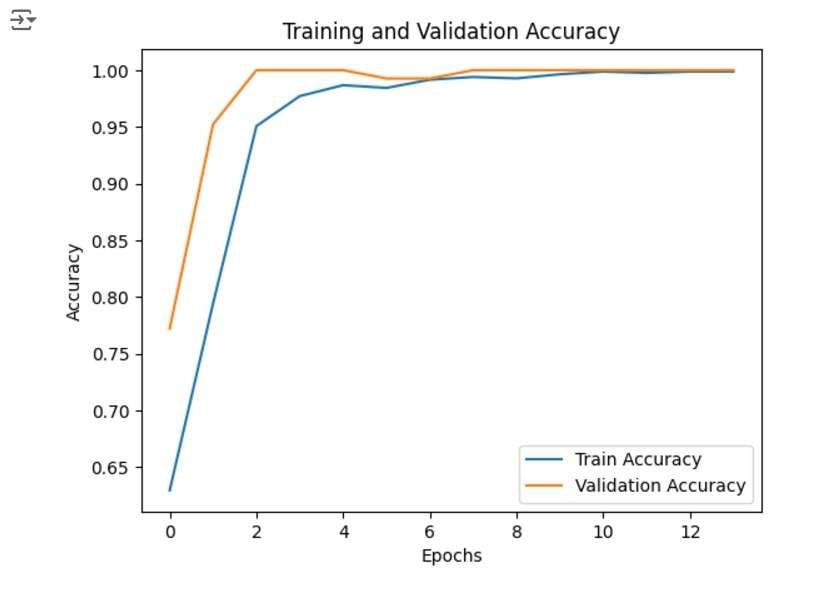 Training and Validation Accuracy
1.00
0.95
0.90
0.85
0.80
0.75
0.70
0.65
Accuracy
Train Accuracy
Validation Accuracy
0 2 4 6 8 10 12
Epochs